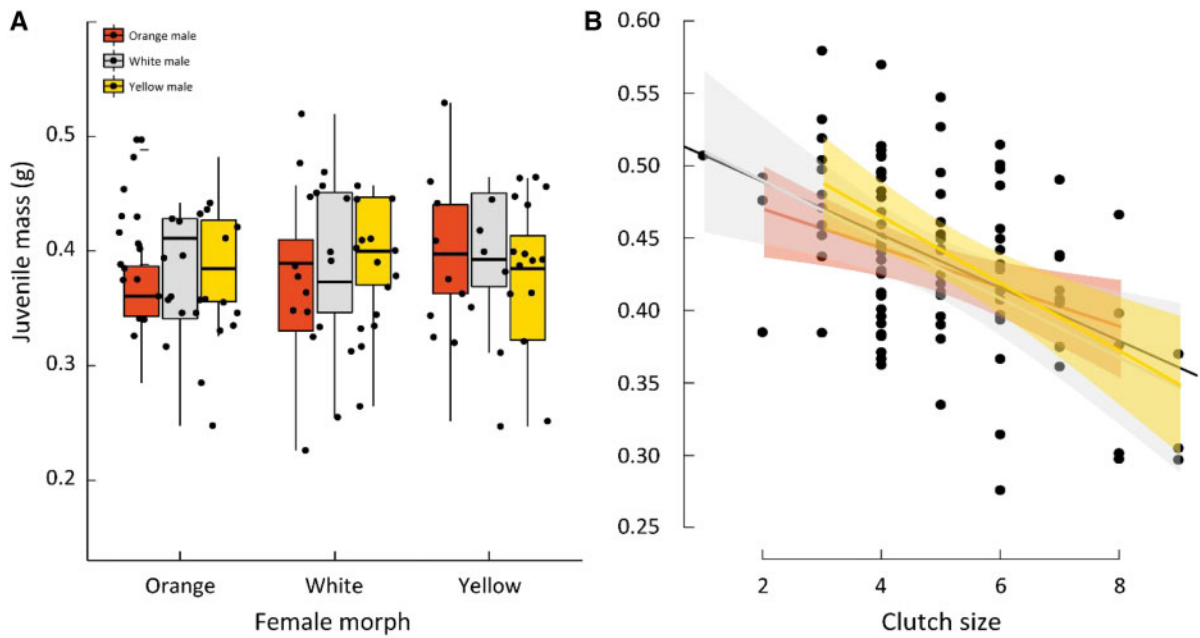 A
Orange male
White male
Yellow male
0.5
0.4
0.3
0.2
Juvenile mass (g)
Orange White Yellow
Female morph
B
0.60
0.55
0.50
0.45
0.40
0.35
0.30
0.25
2 4 6 8
Clutch size